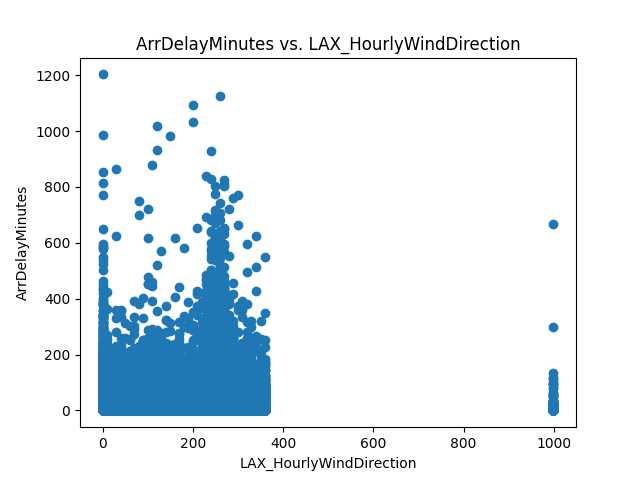 ArrDelayMinutes vs. LAX_HourlyWindDirection
1200
1000
800
600
400
200
0
ArrDelayMinutes
0 200 400 600 800 1000
LAX_HourlyWindDirection